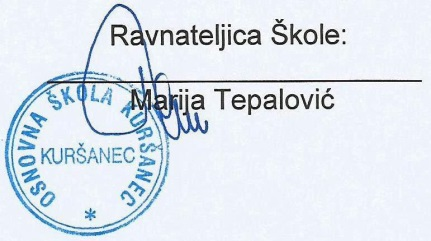 Ravnateljica Škole:
Marija Tepalović
OSNOVNA ŠKOLA KURŠANEC
KURŠANEC
*